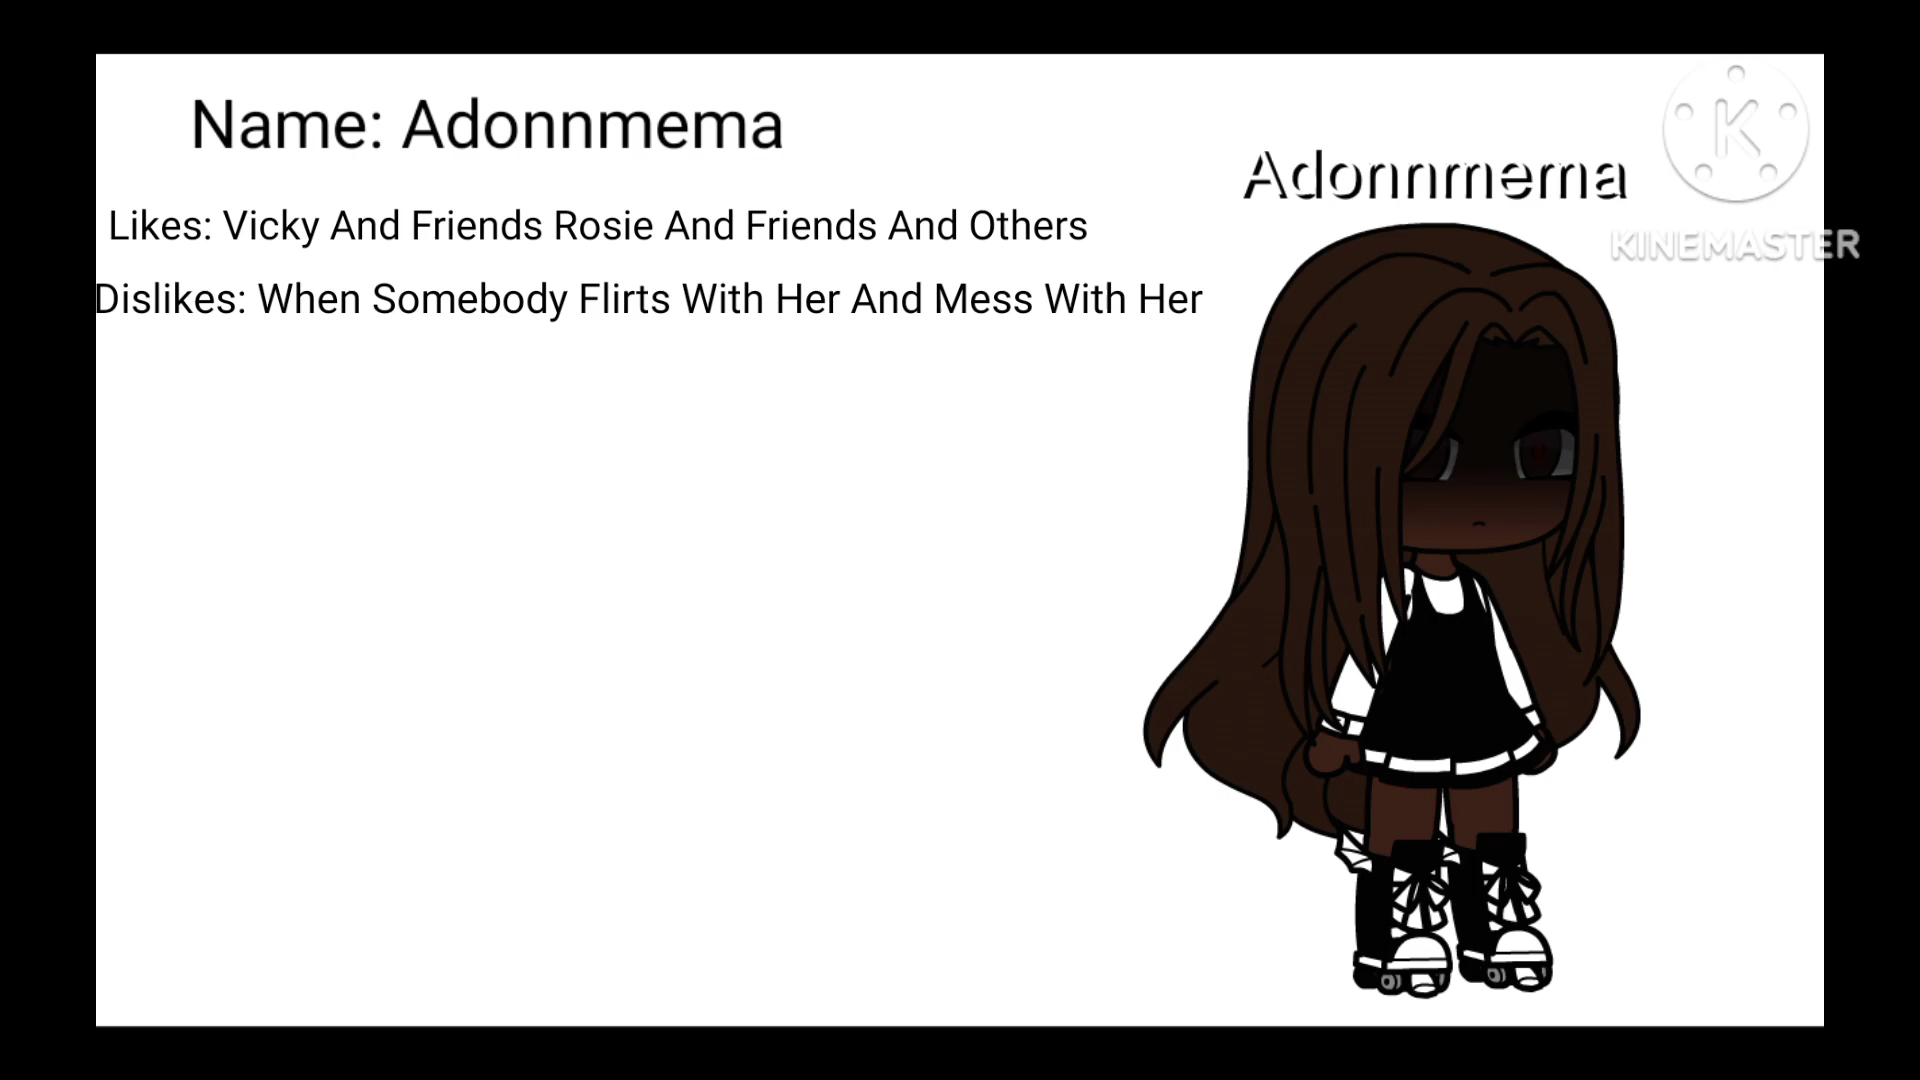 Name: Adonnmema
Adonnmema
K
KINEMASTER
Likes: Vicky And Friends Rosie And Friends And Others
Dislikes: When Somebody Flirts With Her And Mess With Her